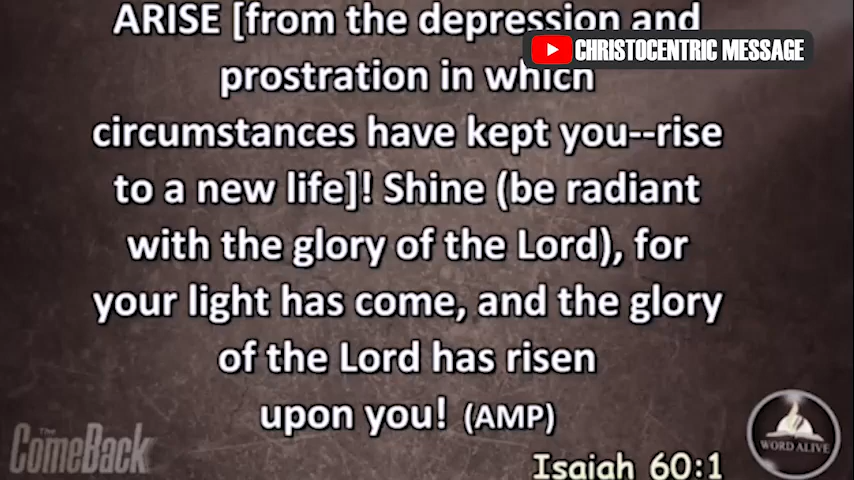 ARISE [from the depression and
CHRISTOCENTRIC MESSAGE
prostration in which
circumstances have kept you--rise
to a new life]! Shine (be radiant
with the glory of the Lord), for
your light has come, and the glory
of the Lord has risen
upon you! (AMP)
The
ComeBack
WORD ALIVE
Isaiah 60:1